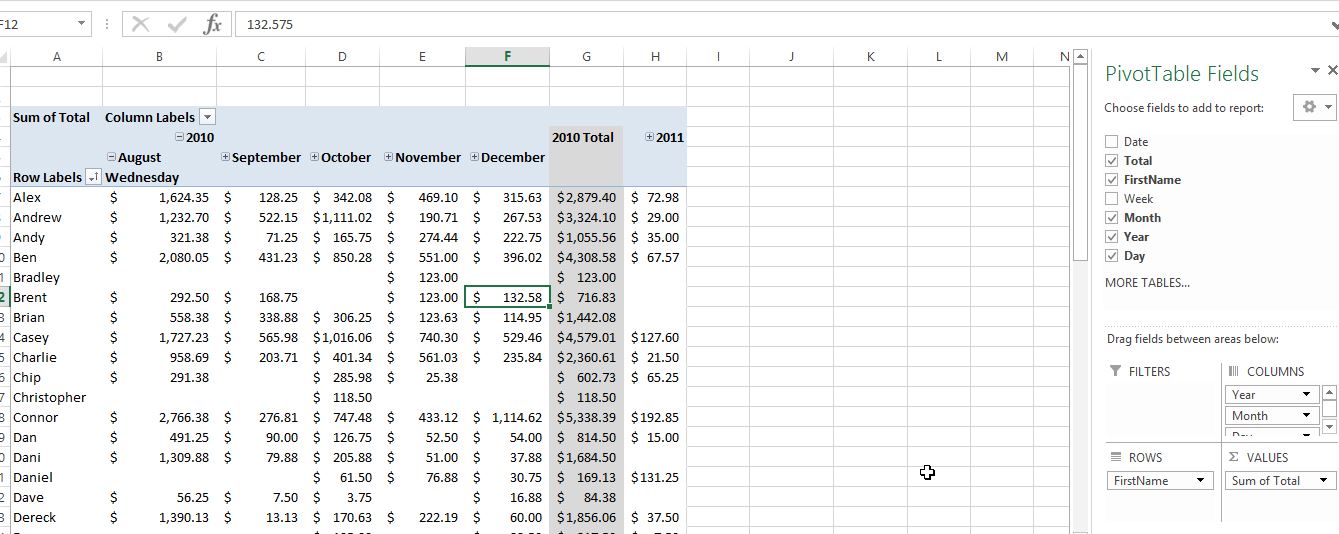 F12 fx 132.575
A B C D E F G H I J K L M N
PivotTable Fields
Choose fields to add to report:
Sum of Total Column Labels
2010 2010 Total 2011
August September October November December
Row Labels Wednesday
Alex $ 1,624.35 $ 128.25 $ 342.08 $ 469.10 $ 315.63 $2,879.40 $ 72.98
Andrew $ 1,232.70 $ 522.15 $1,111.02 $ 190.71 $ 267.53 $3,324.10 $ 29.00
Andy $ 321.38 $ 71.25 $ 165.75 $ 274.44 $ 222.75 $1,055.56 $ 35.00
Ben $ 2,080.05 $ 431.23 $ 850.28 $ 551.00 $ 396.02 $4,308.58 $ 67.57
Bradley $ 123.00 $ 123.00
Brent $ 292.50 $ 168.75 $ 123.00 $ 132.58 $ 716.83
Brian $ 558.38 $ 338.88 $ 306.25 $ 123.63 $ 114.95 $1,442.08
Casey $ 1,727.23 $ 565.98 $1,016.06 $ 740.30 $ 529.46 $4,579.01 $127.60
Charlie $ 958.69 $ 203.71 $ 401.34 $ 561.03 $ 235.84 $2,360.61 $ 21.50
Chip $ 291.38 $ 285.98 $ 25.38 $ 602.73 $ 65.25
Christopher $ 118.50 $ 118.50
Connor $ 2,766.38 $ 276.81 $ 747.48 $ 433.12 $ 1,114.62 $5,338.39 $192.85
Dan $ 491.25 $ 90.00 $ 126.75 $ 52.50 $ 54.00 $ 814.50 $ 15.00
Dani $ 1,309.88 $ 79.88 $ 205.88 $ 51.00 $ 37.88 $1,684.50
Daniel $ 61.50 $ 76.88 $ 30.75 $ 169.13 $131.25
Dave $ 56.25 $ 7.50 $ 3.75 $ 16.88 $ 84.38
Dereck $ 1,390.13 $ 13.13 $ 170.63 $ 222.19 $ 60.00 $1,856.06 $ 37.50
Date
Total
FirstName
Week
Month
Year
Day
MORE TABLES...
Drag fields between areas below:
FILTERS
COLUMNS
Year
Month
Day
ROWS
FirstName
Σ VALUES
Sum of Total